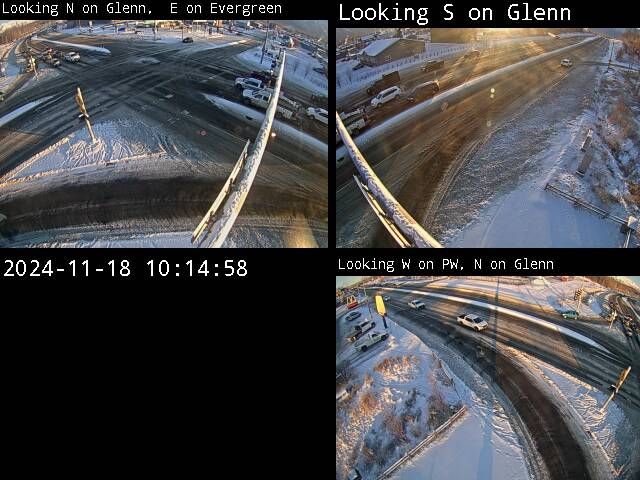 Looking N on Glenn,  E on Evergreen
Looking S on Glenn
2024-11-18 10:14:58
Looking W on PW, N on Glenn